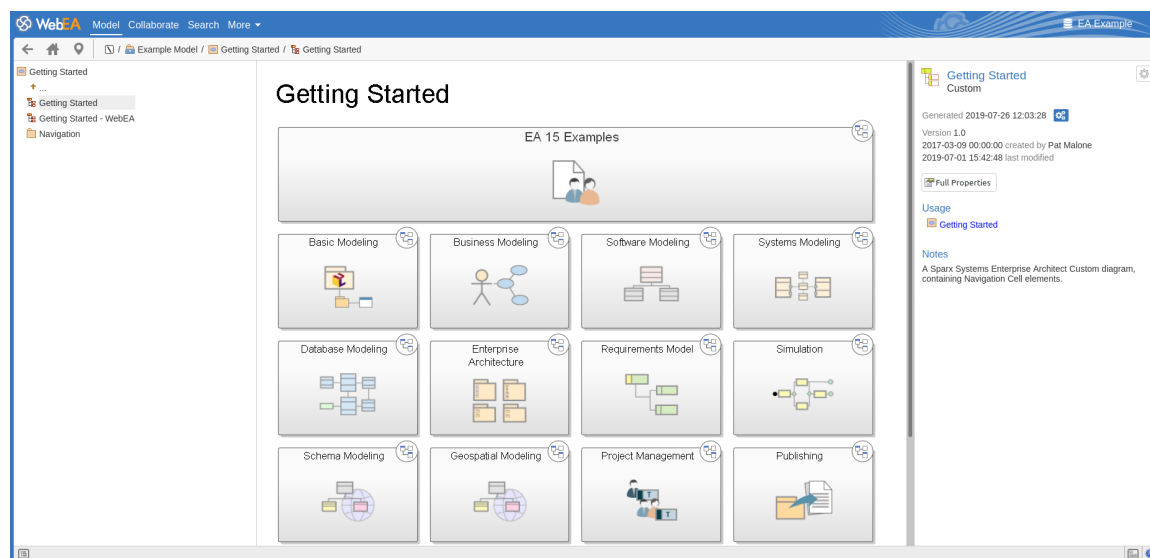 WebEA Model Collaborate Search More EA Example
/ Example Model / Getting Started / Getting Started
Getting Started
...
Getting Started
Getting Started - WebEA
Navigation
Getting Started
EA 15 Examples
Basic Modeling
Business Modeling
Software Modeling
Systems Modeling
Database Modeling
Enterprise
Architecture
Requirements Model
Simulation
Schema Modeling
Geospatial Modeling
Project Management
T
T
Publishing
Getting Started
Custom
Generated 2019-07-26 12:03:28
Version 1.0
2017-03-09 00:00:00 created by Pat Malone
2019-07-01 15:42:48 last modified
Full Properties
Usage
Getting Started
Notes
A Sparx Systems Enterprise Architect Custom diagram,
containing Navigation Cell elements.